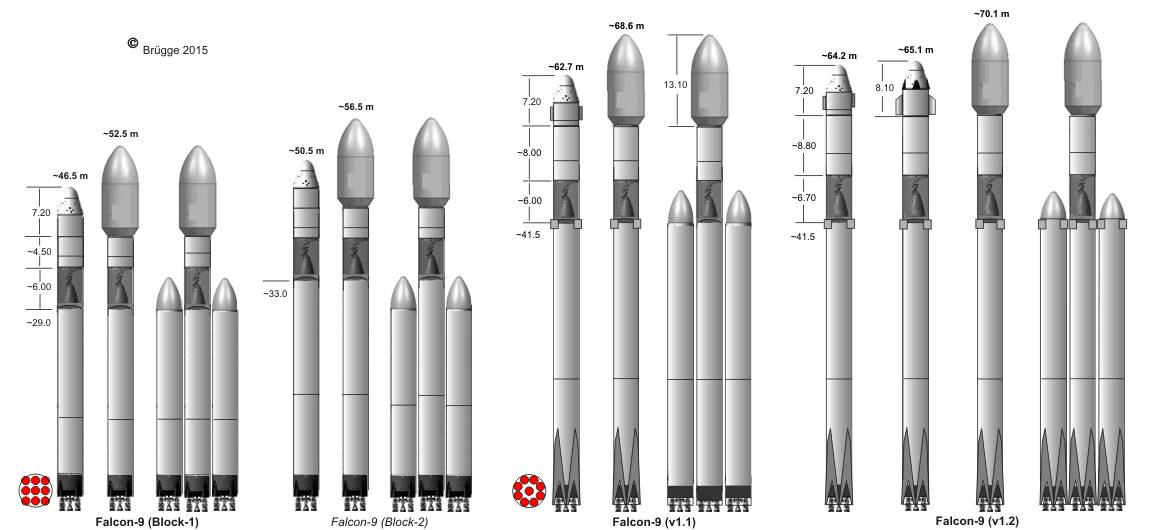 © Brügge 2015
~46.5 m
~52.5 m
7.20
~4.50
~6.00
~29.0
Falcon-9 (Block-1)
~50.5 m
~56.5 m
~33.0
Falcon-9 (Block-2)
~62.7 m
~68.6 m
7.20
13.10
~8.00
~6.00
~41.5
Falcon-9 (v1.1)
~64.2 m
~65.1 m
~70.1 m
7.20
8.10
~8.80
~6.70
~41.5
Falcon-9 (v1.2)